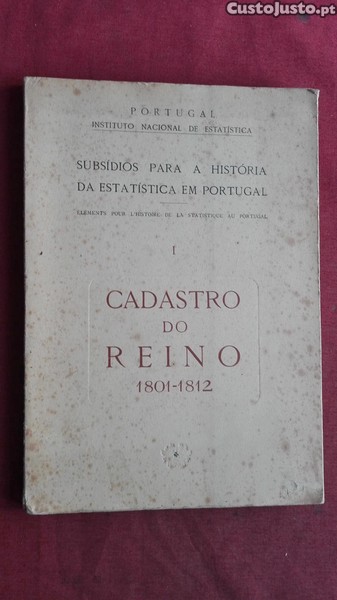 CustoJusto.pt
PORTUGAL
INSTITUTO NACIONAL DE ESTATÍSTICA
SUBSÍDIOS PARA A HISTÓRIA
DA ESTATÍSTICA EM PORTUGAL
ÉLÉMENTS POUR L'HISTOIRE DE LA STATISTIQUE AU PORTUGAL
I
CADASTRO
DO
REINO
1801-1812